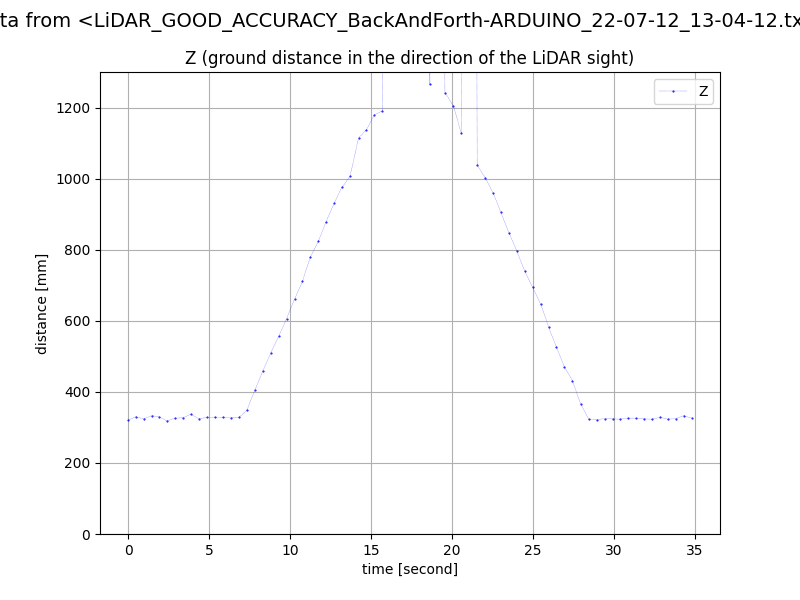 ta from <LiDAR_GOOD_ACCURACY_BackAndForth-ARDUINO_22-07-12_13-04-12.tx
Z (ground distance in the direction of the LiDAR sight)
Z
1200
1000
800
600
400
200
0
distance [mm]
0 5 10 15 20 25 30 35
time [second]